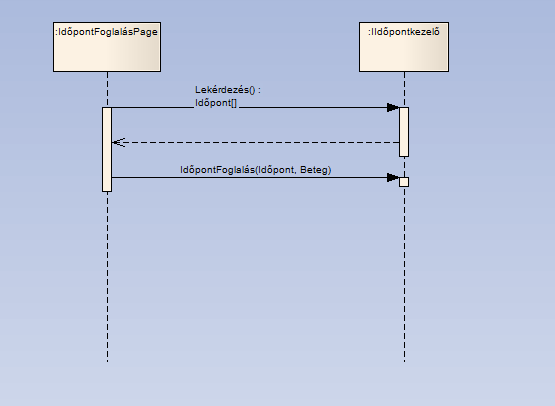 :IdőpontFoglalásPage
:IIdőpontkezelő
Lekérdezés() :
Időpont[]
IdőpontFoglalás(Időpont, Beteg)